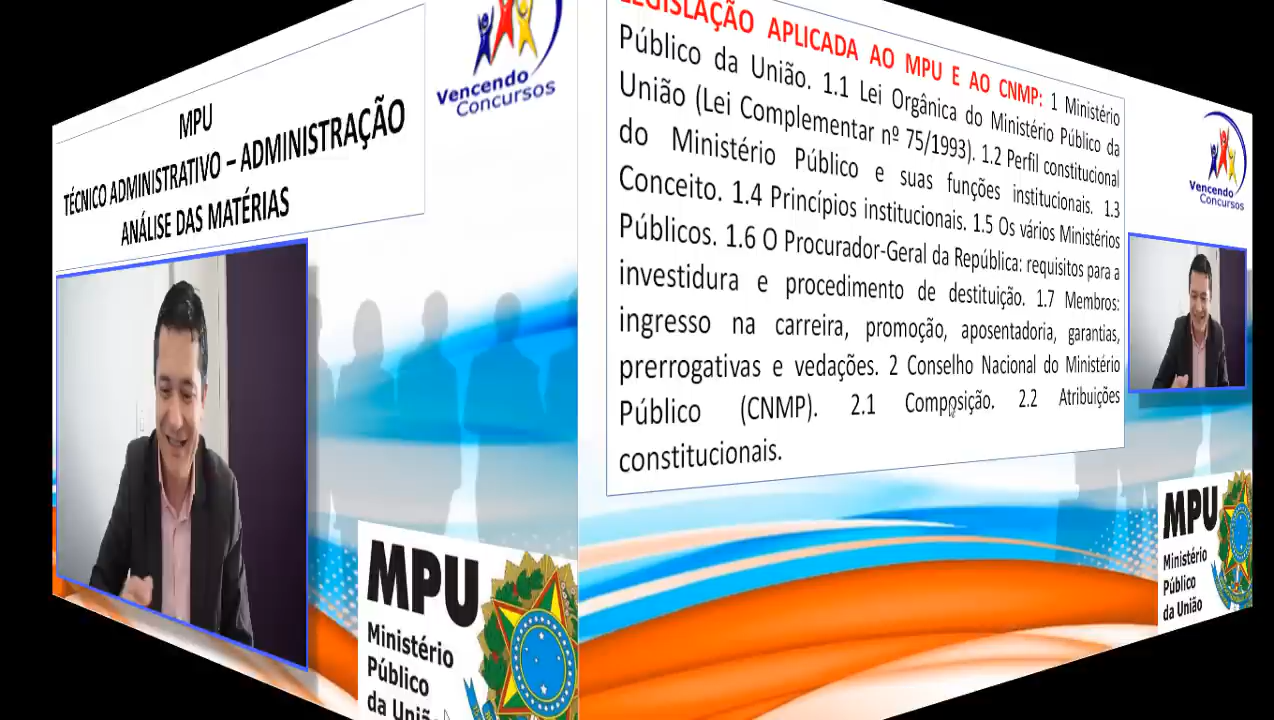 MPU
TÉCNICO ADMINISTRATIVO – ADMINISTRAÇÃO
ANÁLISE DAS MATÉRIAS
Vencendo
Concursos
MPU
Ministério
Público
da União
LEGISLAÇÃO APLICADA AO MPU E AO CNMP: 1 Ministério
Público da União. 1.1 Lei Orgânica do Ministério Público da
União (Lei Complementar nº 75/1993). 1.2 Perfil constitucional
do Ministério Público e suas funções institucionais. 1.3
Conceito. 1.4 Princípios institucionais. 1.5 Os vários Ministérios
Públicos. 1.6 O Procurador-Geral da República: requisitos para a
investidura e procedimento de destituição. 1.7 Membros:
ingresso na carreira, promoção, aposentadoria, garantias,
prerrogativas e vedações. 2 Conselho Nacional do Ministério
Público (CNMP). 2.1 Composição. 2.2 Atribuições
constitucionais.
Vencendo
Concursos
MPU
Ministério
Público
da União